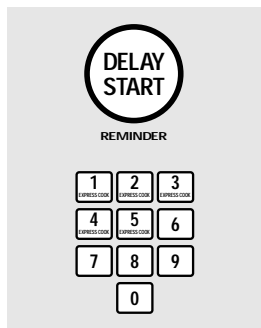 DELAY
START
REMINDER
1 2 3
EXPRESS COOK EXPRESS COOK EXPRESS COOK
4 5 6
EXPRESS COOK EXPRESS COOK
7 8 9
0